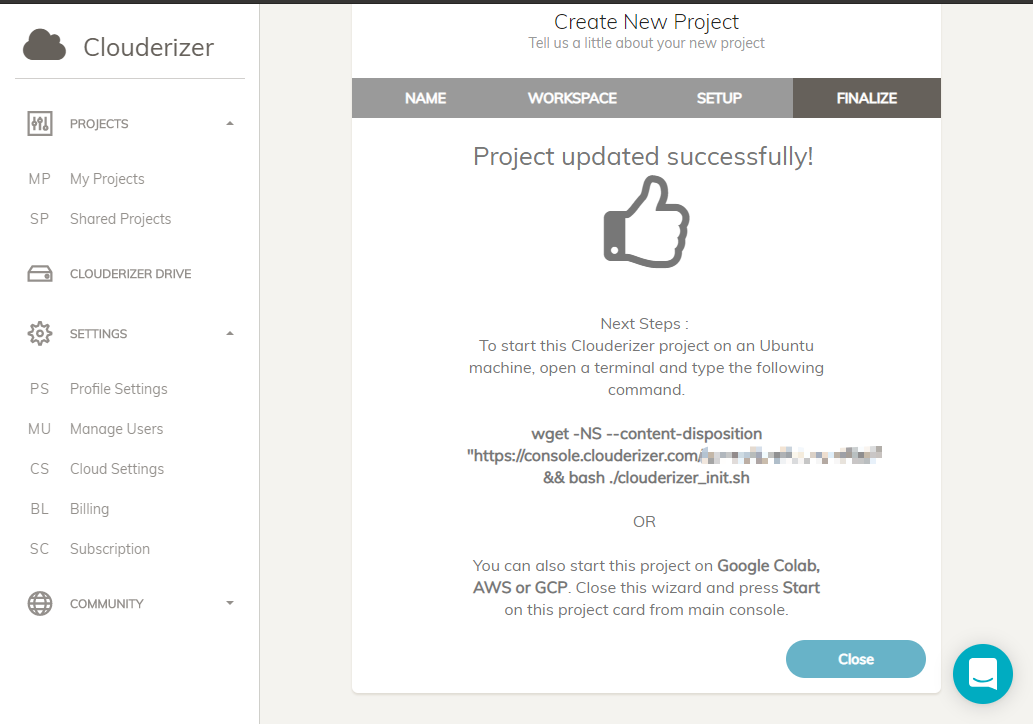 Clouderizer
PROJECTS
MP My Projects
SP Shared Projects
CLOUDERIZER DRIVE
SETTINGS
PS Profile Settings
MU Manage Users
CS Cloud Settings
BL Billing
SC Subscription
COMMUNITY
Create New Project
Tell us a little about your new project
NAME WORKSPACE SETUP FINALIZE
Project updated successfully!
Next Steps :
To start this Clouderizer project on an Ubuntu
machine, open a terminal and type the following
command.
wget -NS --content-disposition
"https://console.clouderizer.com/
&& bash ./clouderizer_init.sh
OR
You can also start this project on Google Colab,
AWS or GCP. Close this wizard and press Start
on this project card from main console.
Close